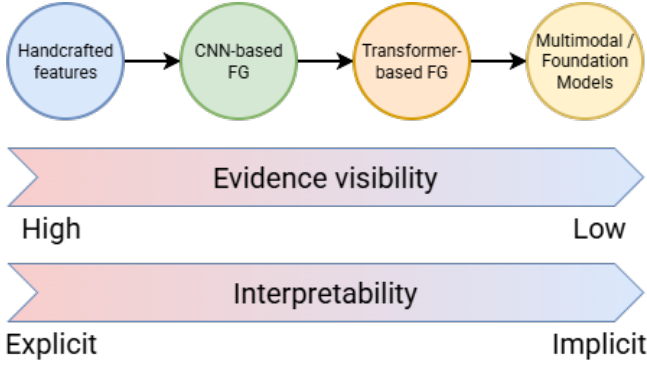 Handcrafted
features
CNN-based
FG
Transformer-
based FG
Multimodal /
Foundation
Models
Evidence visibility
High
Low
Interpretability
Explicit
Implicit